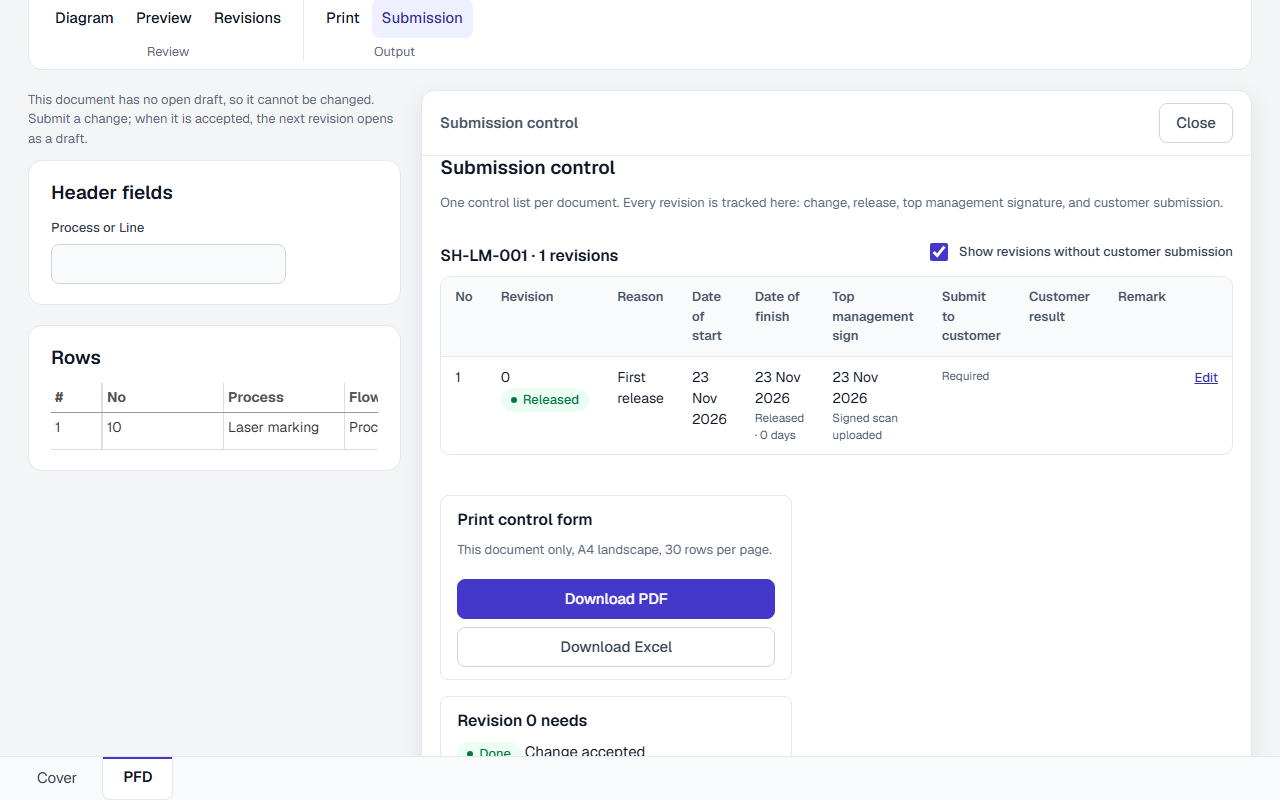 Diagram Preview Revisions Print Submission
Review Output
This document has no open draft, so it cannot be changed.
Submit a change; when it is accepted, the next revision opens
as a draft.
Header fields
Process or Line
Rows
# No Process Flow
1 10 Laser marking Proc
Submission control Close
Submission control
One control list per document. Every revision is tracked here: change, release, top management signature, and customer submission.
SH-LM-001 · 1 revisions Show revisions without customer submission
No Revision Reason Date of start Date of finish Top management sign Submit to customer Customer result Remark
1 0 First release 23 Nov 2026 23 Nov 2026 23 Nov 2026 Required Edit
Released Released · 0 days Signed scan uploaded
Print control form
This document only, A4 landscape, 30 rows per page.
Download PDF
Download Excel
Revision 0 needs
Done Change accepted
Cover PFD